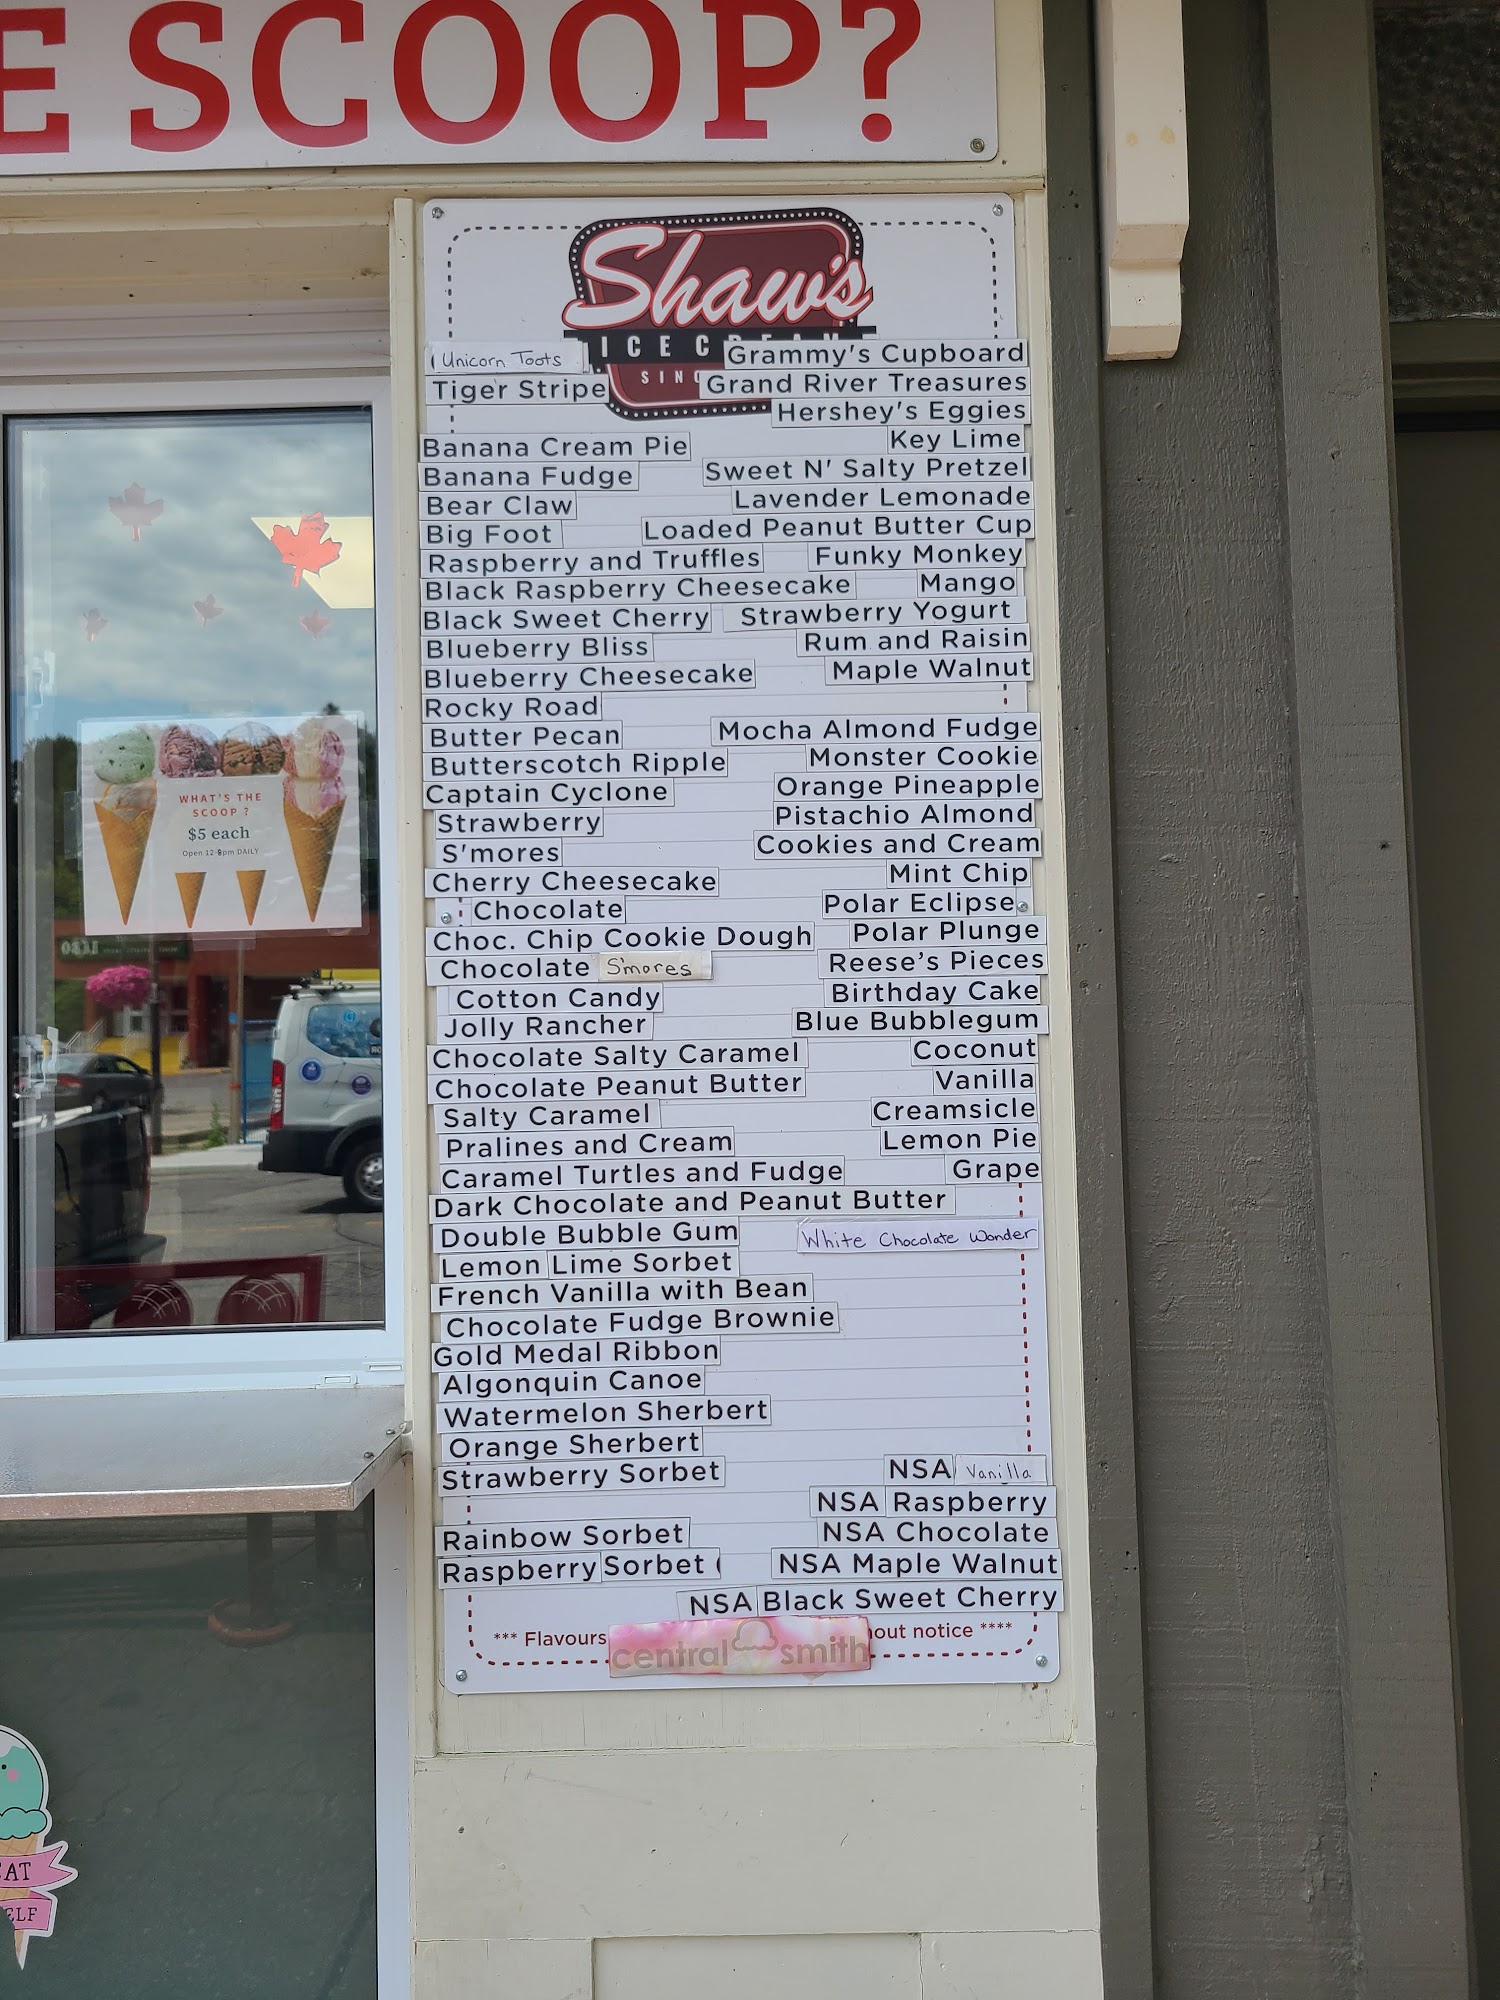 E SCOOP?
Shaw's
ICE CREAM
SINC
Unicorn Toots
Tiger Stripe
Banana Cream Pie
Banana Fudge
Bear Claw
Big Foot
Raspberry and Truffles
Black Raspberry Cheesecake
Black Sweet Cherry
Blueberry Bliss
Blueberry Cheesecake
Rocky Road
Butter Pecan
Butterscotch Ripple
Captain Cyclone
Strawberry
S'mores
Cherry Cheesecake
Chocolate
Choc. Chip Cookie Dough
Chocolate S'mores
Cotton Candy
Jolly Rancher
Chocolate Salty Caramel
Chocolate Peanut Butter
Salty Caramel
Pralines and Cream
Caramel Turtles and Fudge
Dark Chocolate and Peanut Butter
Double Bubble Gum
Lemon Lime Sorbet
French Vanilla with Bean
Chocolate Fudge Brownie
Gold Medal Ribbon
Algonquin Canoe
Watermelon Sherbert
Orange Sherbert
Strawberry Sorbet
Rainbow Sorbet
Raspberry Sorbet
Grammy's Cupboard
Grand River Treasures
Hershey's Eggies
Key Lime
Sweet N' Salty Pretzel
Lavender Lemonade
Loaded Peanut Butter Cup
Funky Monkey
Mango
Strawberry Yogurt
Rum and Raisin
Maple Walnut
Mocha Almond Fudge
Monster Cookie
Orange Pineapple
Pistachio Almond
Cookies and Cream
Mint Chip
Polar Eclipse
Polar Plunge
Reese's Pieces
Birthday Cake
Blue Bubblegum
Coconut
Vanilla
Creamsicle
Lemon Pie
Grape
White Chocolate Wonder
NSA Vanilla
NSA Raspberry
NSA Chocolate
NSA Maple Walnut
NSA Black Sweet Cherry
*** Flavours out notice ****
central smith
WHAT'S THE
SCOOP ?
$5 each
Open 12-8pm DAILY
EAT
ELF